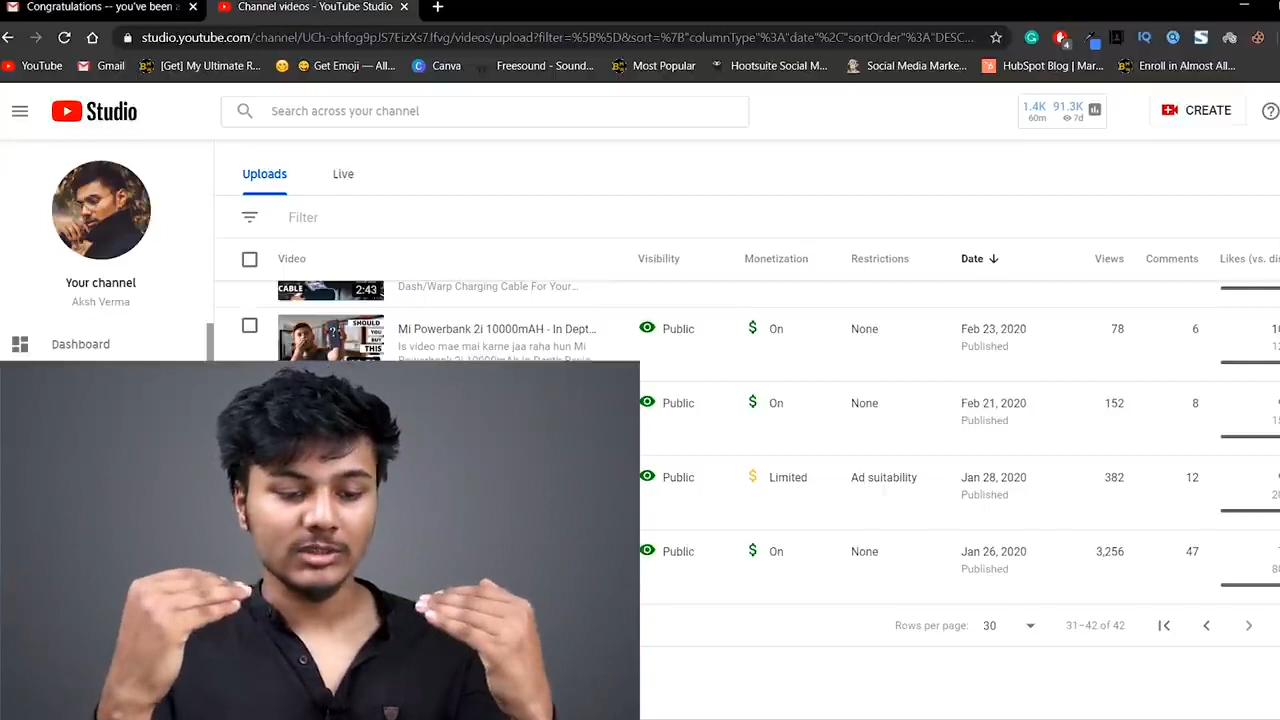 Congratulations -- you've been a
Channel videos - YouTube Studio
studio.youtube.com/channel/UCh-ohfog9pJS7EizXs7Jfvg/videos/upload?filter=%5B%5D&sort=%7B"columnType"%3A"date"%2C"sortOrder"%3A"DESC...
YouTube
Gmail
[Get] My Ultimate R...
Get Emoji — All...
Canva
Freesound - Soun...
Most Popular
Hootsuite Social M...
Social Media Marke...
HubSpot Blog | Mar...
Enroll in Almost All...
Studio
Search across your channel
1.4K 91.3K
60m 7d
CREATE
Uploads Live
Filter
Your channel
Aksh Verma
Dashboard
Video Visibility Monetization Restrictions Date Views Comments Likes (vs. di
CABLE
2:43
Dash/Warp Charging Cable For Your...
SHOULD
YOU
BUY
THIS
Mi Powerbank 2i 10000mAH - In Dept... Public On None Feb 23, 2020 78 6
Is video mae mai karne jaa raha hun Mi Published
Public On None Feb 21, 2020 152 8
Published
Public Limited Ad suitability Jan 28, 2020 382 12
Published
Public On None Jan 26, 2020 3,256 47
Published
Rows per page: 30 31–42 of 42